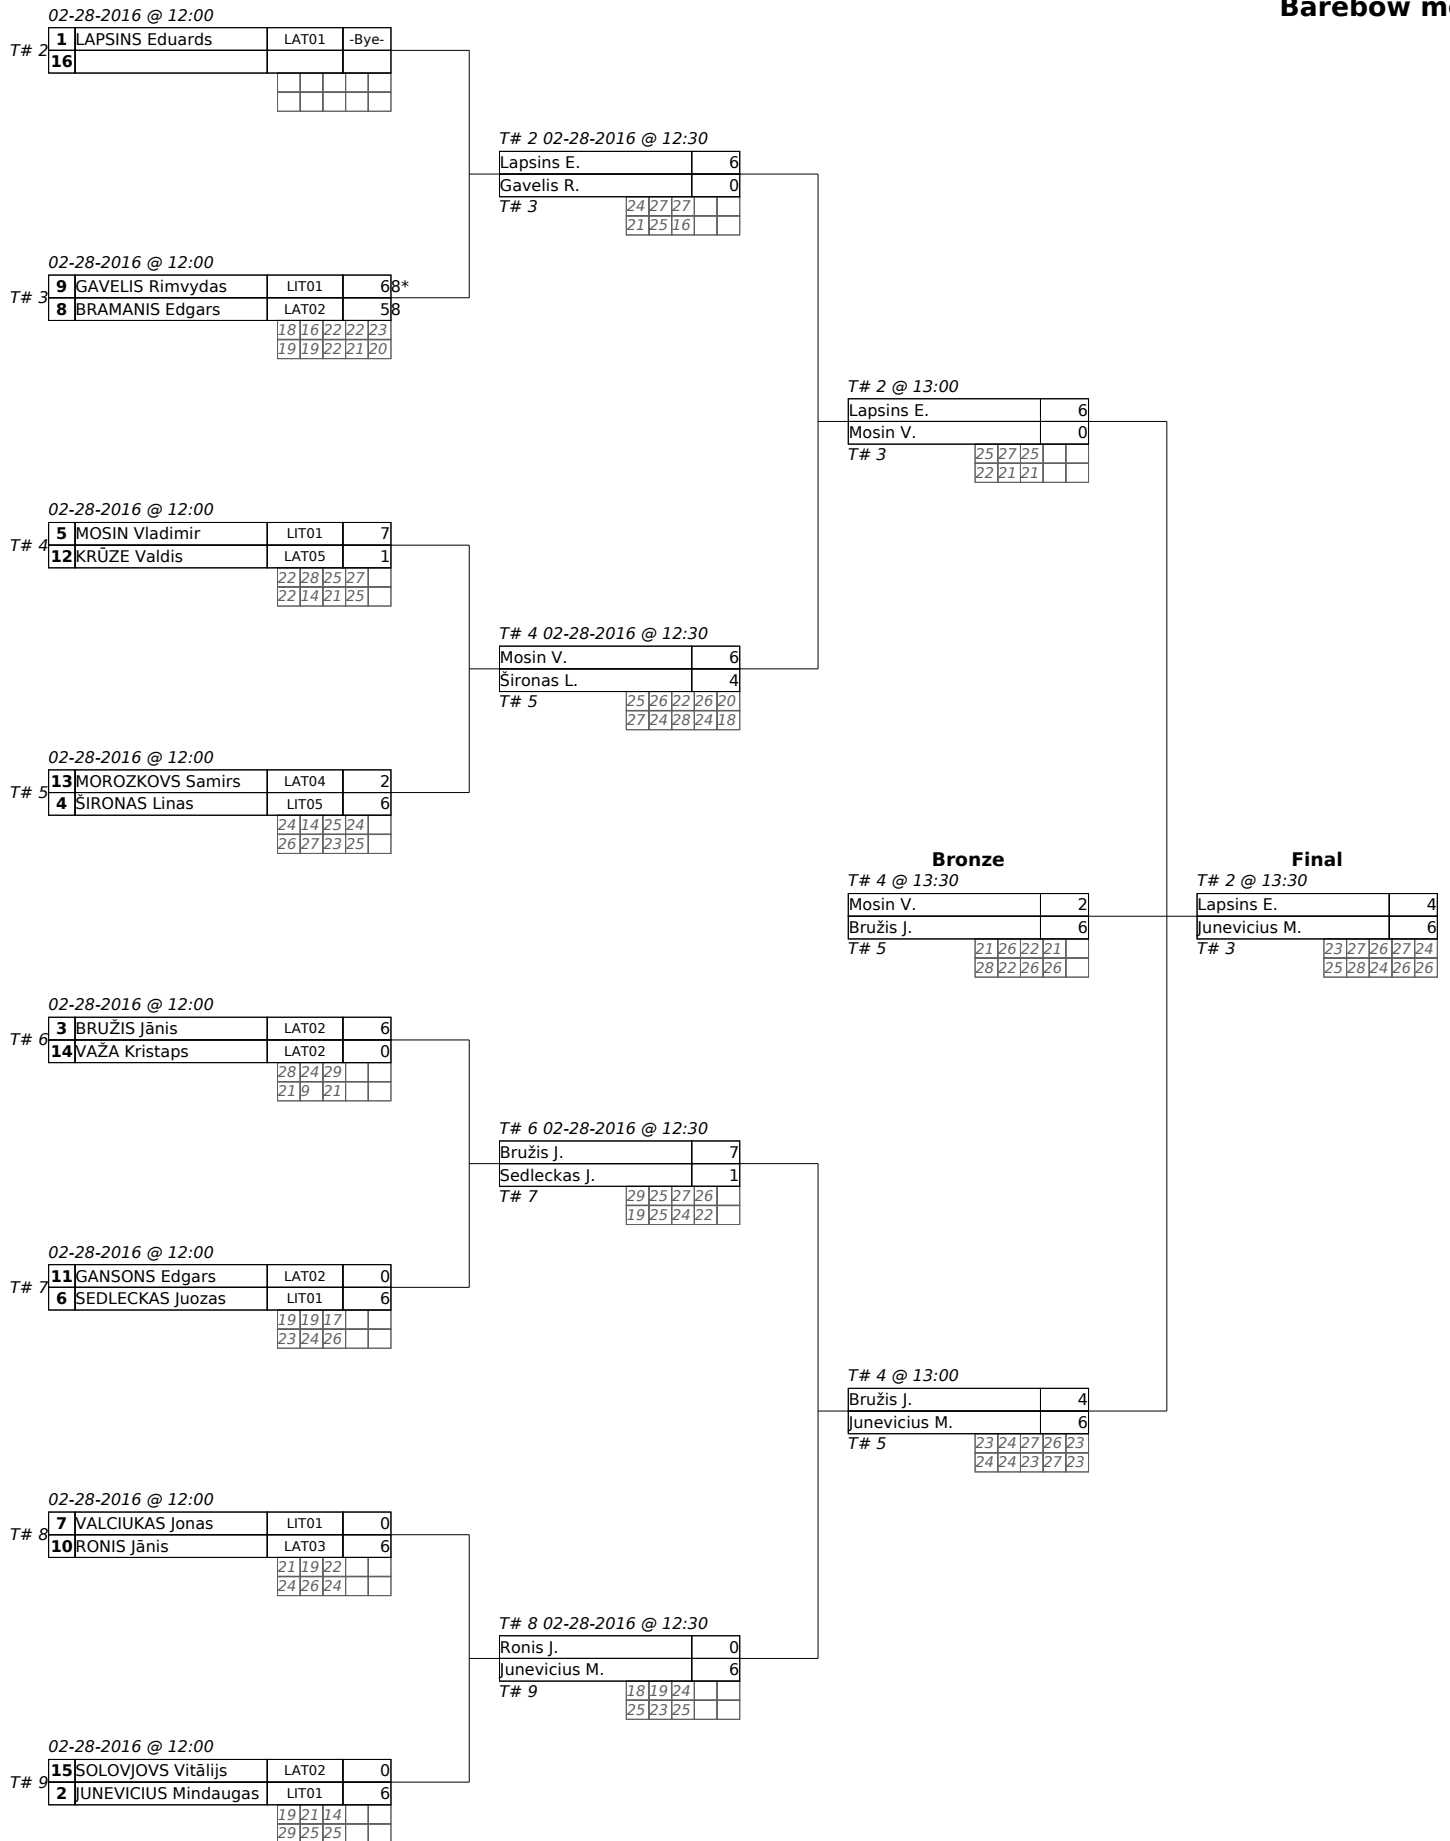 Barebow m
02-28-2016 @ 12:00
T# 2
1 LAPSINS Eduards LAT01 -Bye-
16
T# 2 02-28-2016 @ 12:30
Lapsins E. 6
Gavelis R. 0
T# 3 24 27 27
21 25 16
02-28-2016 @ 12:00
T# 3
9 GAVELIS Rimvydas LIT01 6 8*
8 BRAMANIS Edgars LAT02 5 8
18 16 22 22 23
19 19 22 21 20
T# 2 @ 13:00
Lapsins E. 6
Mosin V. 0
T# 3 25 27 25
22 21 21
02-28-2016 @ 12:00
T# 4
5 MOSIN Vladimir LIT01 7
12 KRŪZE Valdis LAT05 1
22 28 25 27
22 14 21 25
T# 4 02-28-2016 @ 12:30
Mosin V. 6
Šironas L. 4
T# 5 25 26 22 26 20
27 24 28 24 18
02-28-2016 @ 12:00
T# 5
13 MOROZKOVS Samirs LAT04 2
4 ŠIRONAS Linas LIT05 6
24 14 25 24
26 27 23 25
Bronze
T# 4 @ 13:30
Mosin V. 2
Bružis J. 6
T# 5 21 26 22 21
28 22 26 26
Final
T# 2 @ 13:30
Lapsins E. 4
Junevicius M. 6
T# 3 23 27 26 27 24
25 28 24 26 26
02-28-2016 @ 12:00
T# 6
3 BRUŽIS Jānis LAT02 6
14 VAŽA Kristaps LAT02 0
28 24 29
21 9 21
T# 6 02-28-2016 @ 12:30
Bružis J. 7
Sedleckas J. 1
T# 7 29 25 27 26
19 25 24 22
02-28-2016 @ 12:00
T# 7
11 GANSONS Edgars LAT02 0
6 SEDLECKAS Juozas LIT01 6
19 19 17
23 24 26
T# 4 @ 13:00
Bružis J. 4
Junevicius M. 6
T# 5 23 24 27 26 23
24 24 23 27 23
02-28-2016 @ 12:00
T# 8
7 VALCIUKAS Jonas LIT01 0
10 RONIS Jānis LAT03 6
21 19 22
24 26 24
T# 8 02-28-2016 @ 12:30
Ronis J. 0
Junevicius M. 6
T# 9 18 19 24
25 23 25
02-28-2016 @ 12:00
T# 9
15 SOLOVJOVS Vitālijs LAT02 0
2 JUNEVICIUS Mindaugas LIT01 6
19 21 14
29 25 25